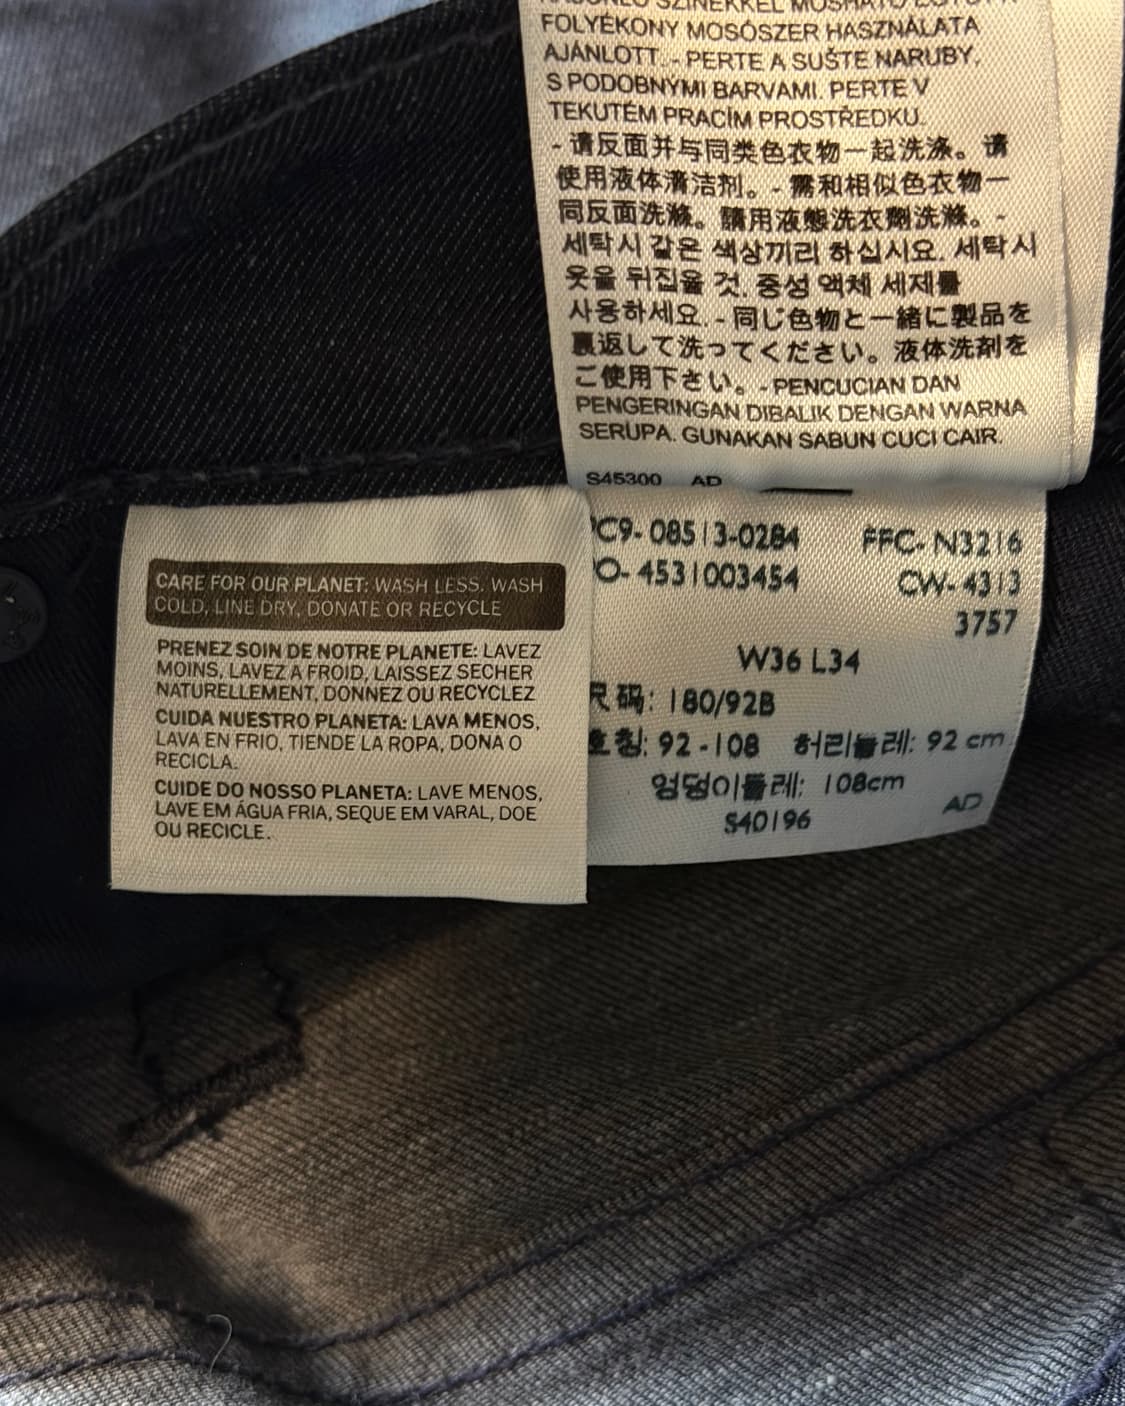 FOLYÉKONY MOSÓSZER HASZNÁLATA
AJÁNLOTT. - PERTE A SUŠTE NARUBY,
S PODOBNÝMI BARVAMI. PERTE V
TEKUTÉM PRACÍM PROSTŘEDKU.
- 请反面并与同类色衣物一起洗涤。请
使用液体清洁剂。- 需和相似色衣物一
同反面洗滌。請用液態洗衣劑洗滌。-
세탁시 같은 색상끼리 하십시요. 세탁시
옷을 뒤집을 것. 중성 액체 세제를
사용하세요. - 同じ色物と一緒に製品を
裏返して洗ってください。液体洗剤を
ご使用下さい。- PENCUCIAN DAN
PENGERINGAN DIBALIK DENGAN WARNA
SERUPA. GUNAKAN SABUN CUCI CAIR.
S45300 AD
PC9- 08513-0284 FFC- N3216
PO- 4531003454 CW- 4313
3757
W36 L34
尺码: 180/92B
호칭: 92 -108 허리둘레: 92 cm
엉덩이둘레: 108cm
S40196 AD
CARE FOR OUR PLANET: WASH LESS. WASH
COLD, LINE DRY, DONATE OR RECYCLE
PRENEZ SOIN DE NOTRE PLANETE: LAVEZ
MOINS, LAVEZ A FROID, LAISSEZ SECHER
NATURELLEMENT, DONNEZ OU RECYCLEZ
CUIDA NUESTRO PLANETA: LAVA MENOS,
LAVA EN FRIO, TIENDE LA ROPA, DONA O
RECICLA.
CUIDE DO NOSSO PLANETA: LAVE MENOS,
LAVE EM ÁGUA FRIA, SEQUE EM VARAL, DOE
OU RECICLE.